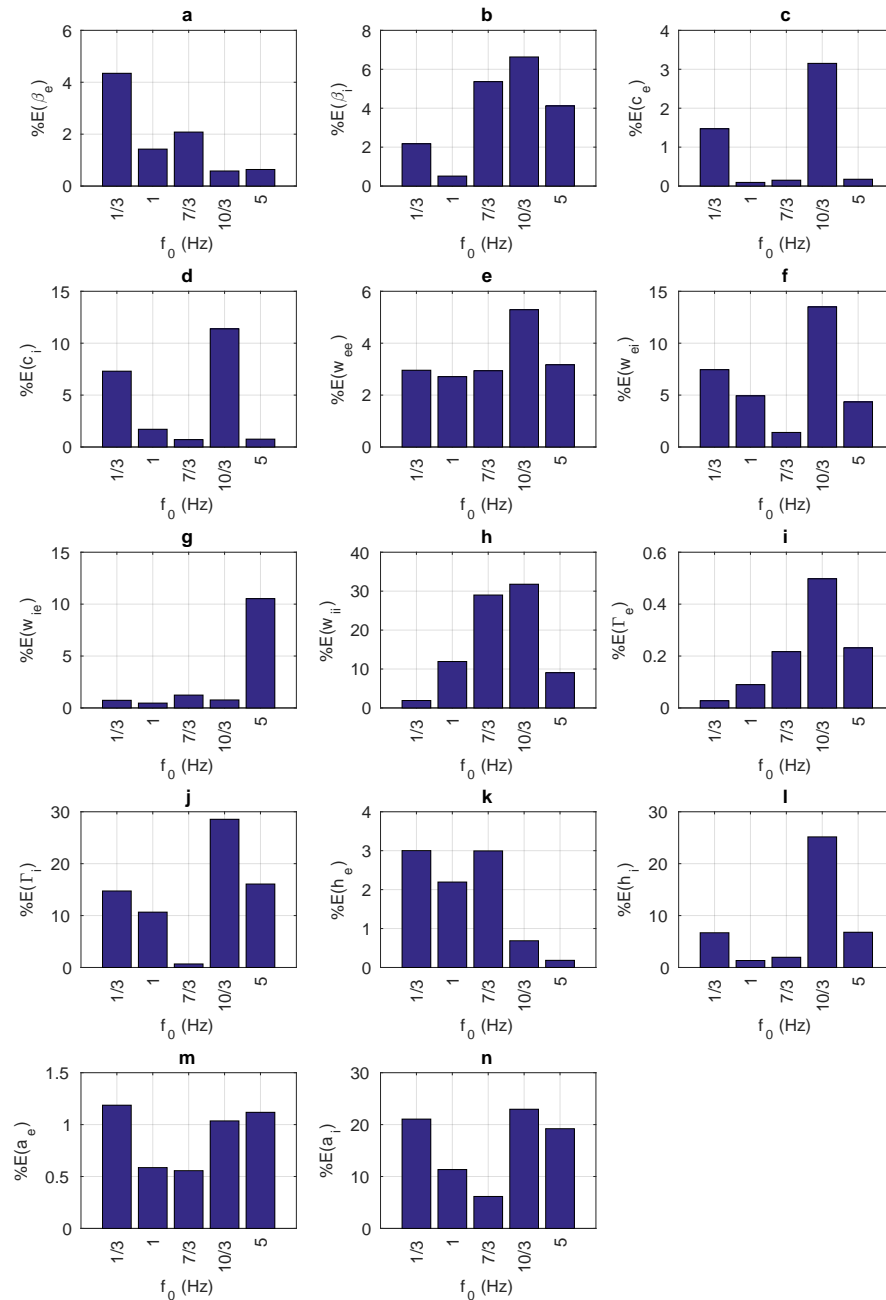 a
%E(β_e)
6
4
2
0
1/3 1 7/3 10/3 5
f_0 (Hz)
b
%E(β_i)
8
6
4
2
0
1/3 1 7/3 10/3 5
f_0 (Hz)
c
%E(c_e)
4
3
2
1
0
1/3 1 7/3 10/3 5
f_0 (Hz)
d
%E(c_i)
15
10
5
0
1/3 1 7/3 10/3 5
f_0 (Hz)
e
%E(w_ee)
6
4
2
0
1/3 1 7/3 10/3 5
f_0 (Hz)
f
%E(w_ei)
15
10
5
0
1/3 1 7/3 10/3 5
f_0 (Hz)
g
%E(w_ie)
15
10
5
0
1/3 1 7/3 10/3 5
f_0 (Hz)
h
%E(w_ii)
40
30
20
10
0
1/3 1 7/3 10/3 5
f_0 (Hz)
i
%E(Γ_e)
0.6
0.4
0.2
0
1/3 1 7/3 10/3 5
f_0 (Hz)
j
%E(Γ_i)
30
20
10
0
1/3 1 7/3 10/3 5
f_0 (Hz)
k
%E(h_e)
4
3
2
1
0
1/3 1 7/3 10/3 5
f_0 (Hz)
l
%E(h_i)
30
20
10
0
1/3 1 7/3 10/3 5
f_0 (Hz)
m
%E(a_e)
1.5
1
0.5
0
1/3 1 7/3 10/3 5
f_0 (Hz)
n
%E(a_i)
30
20
10
0
1/3 1 7/3 10/3 5
f_0 (Hz)